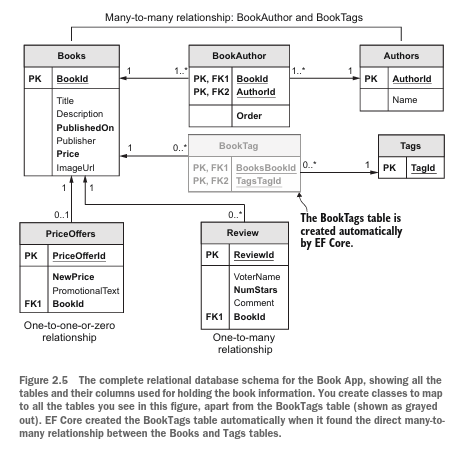 Many-to-many relationship: BookAuthor and BookTags
Books
PK BookId
Title
Description
PublishedOn
Publisher
Price
ImageUrl
1 1..*
BookAuthor
PK, FK1 BookId
PK, FK2 AuthorId
Order
1..* 1
Authors
PK AuthorId
Name
1 0..*
BookTag
PK, FK1 BooksBookId
PK, FK2 TagsTagId
0..* 1
Tags
PK TagId
The BookTags table is
created automatically
by EF Core.
1 1
0..1 0..*
PriceOffers
PK PriceOfferId
NewPrice
PromotionalText
FK1 BookId
One-to-one-or-zero
relationship
Review
PK ReviewId
VoterName
NumStars
Comment
FK1 BookId
One-to-many
relationship
Figure 2.5 The complete relational database schema for the Book App, showing all the
tables and their columns used for holding the book information. You create classes to map
to all the tables you see in this figure, apart from the BookTags table (shown as grayed
out). EF Core created the BookTags table automatically when it found the direct many-to-
many relationship between the Books and Tags tables.